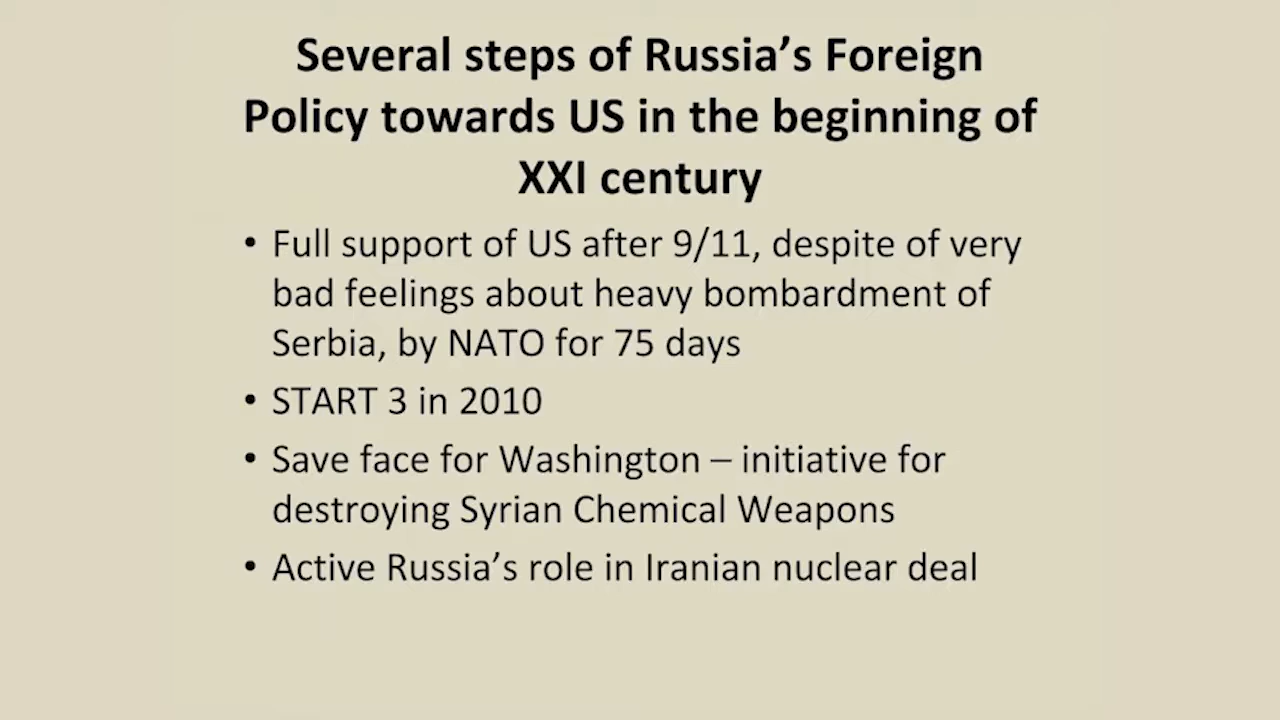 Several steps of Russia’s Foreign
Policy towards US in the beginning of
XXI century
• Full support of US after 9/11, despite of very
bad feelings about heavy bombardment of
Serbia, by NATO for 75 days
• START 3 in 2010
• Save face for Washington – initiative for
destroying Syrian Chemical Weapons
• Active Russia’s role in Iranian nuclear deal